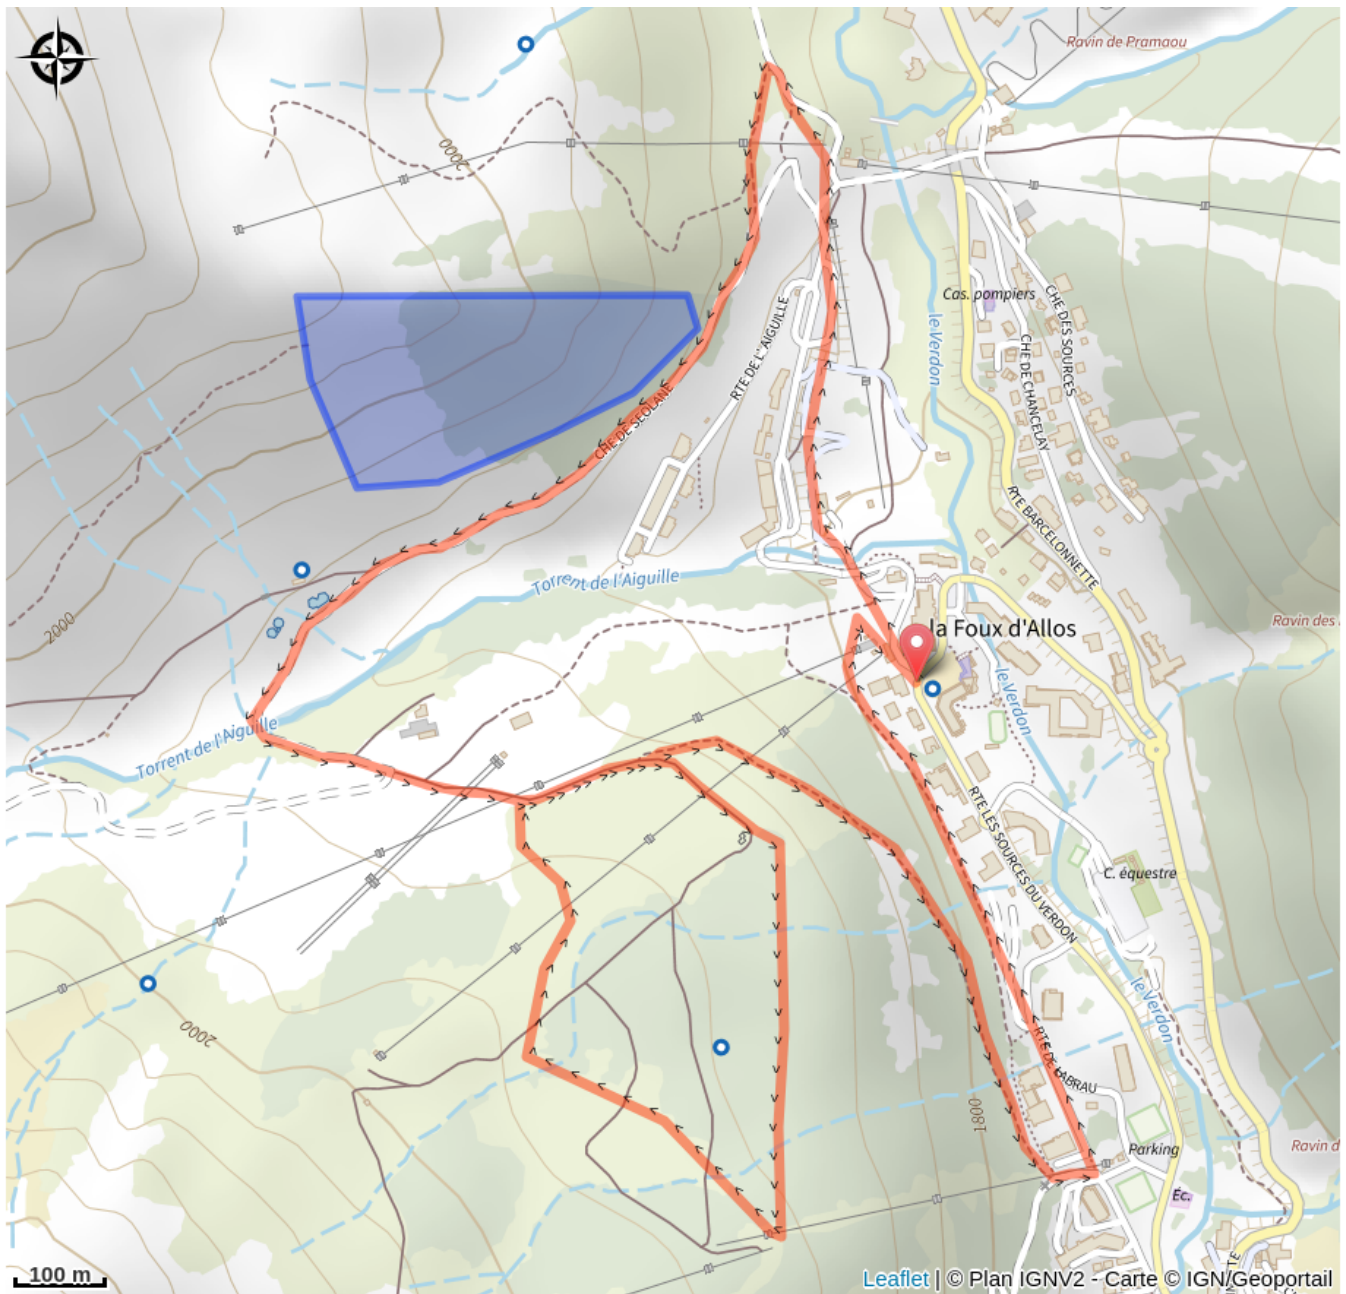 Ravin de Pramaou
2000
Cas. pompiers
CHE DES SOURCES
le Verdon
RTE DE L'AIGUILLE
CHE DE CHANCELAY
CHE DE SEOLANE
RTE BARCELONNETTE
Torrent de l'Aiguille
2000
la Foux d'Allos
Ravin des
le Verdon
Torrent de l'Aiguille
RTE LES SOURCES DU VERDON
C. équestre
le Verdon
2000
RTE DE LABRAU
1800
Parking
Ravin d
Éc.
100 m
Leaflet | © Plan IGNV2 - Carte © IGN/Geoportail